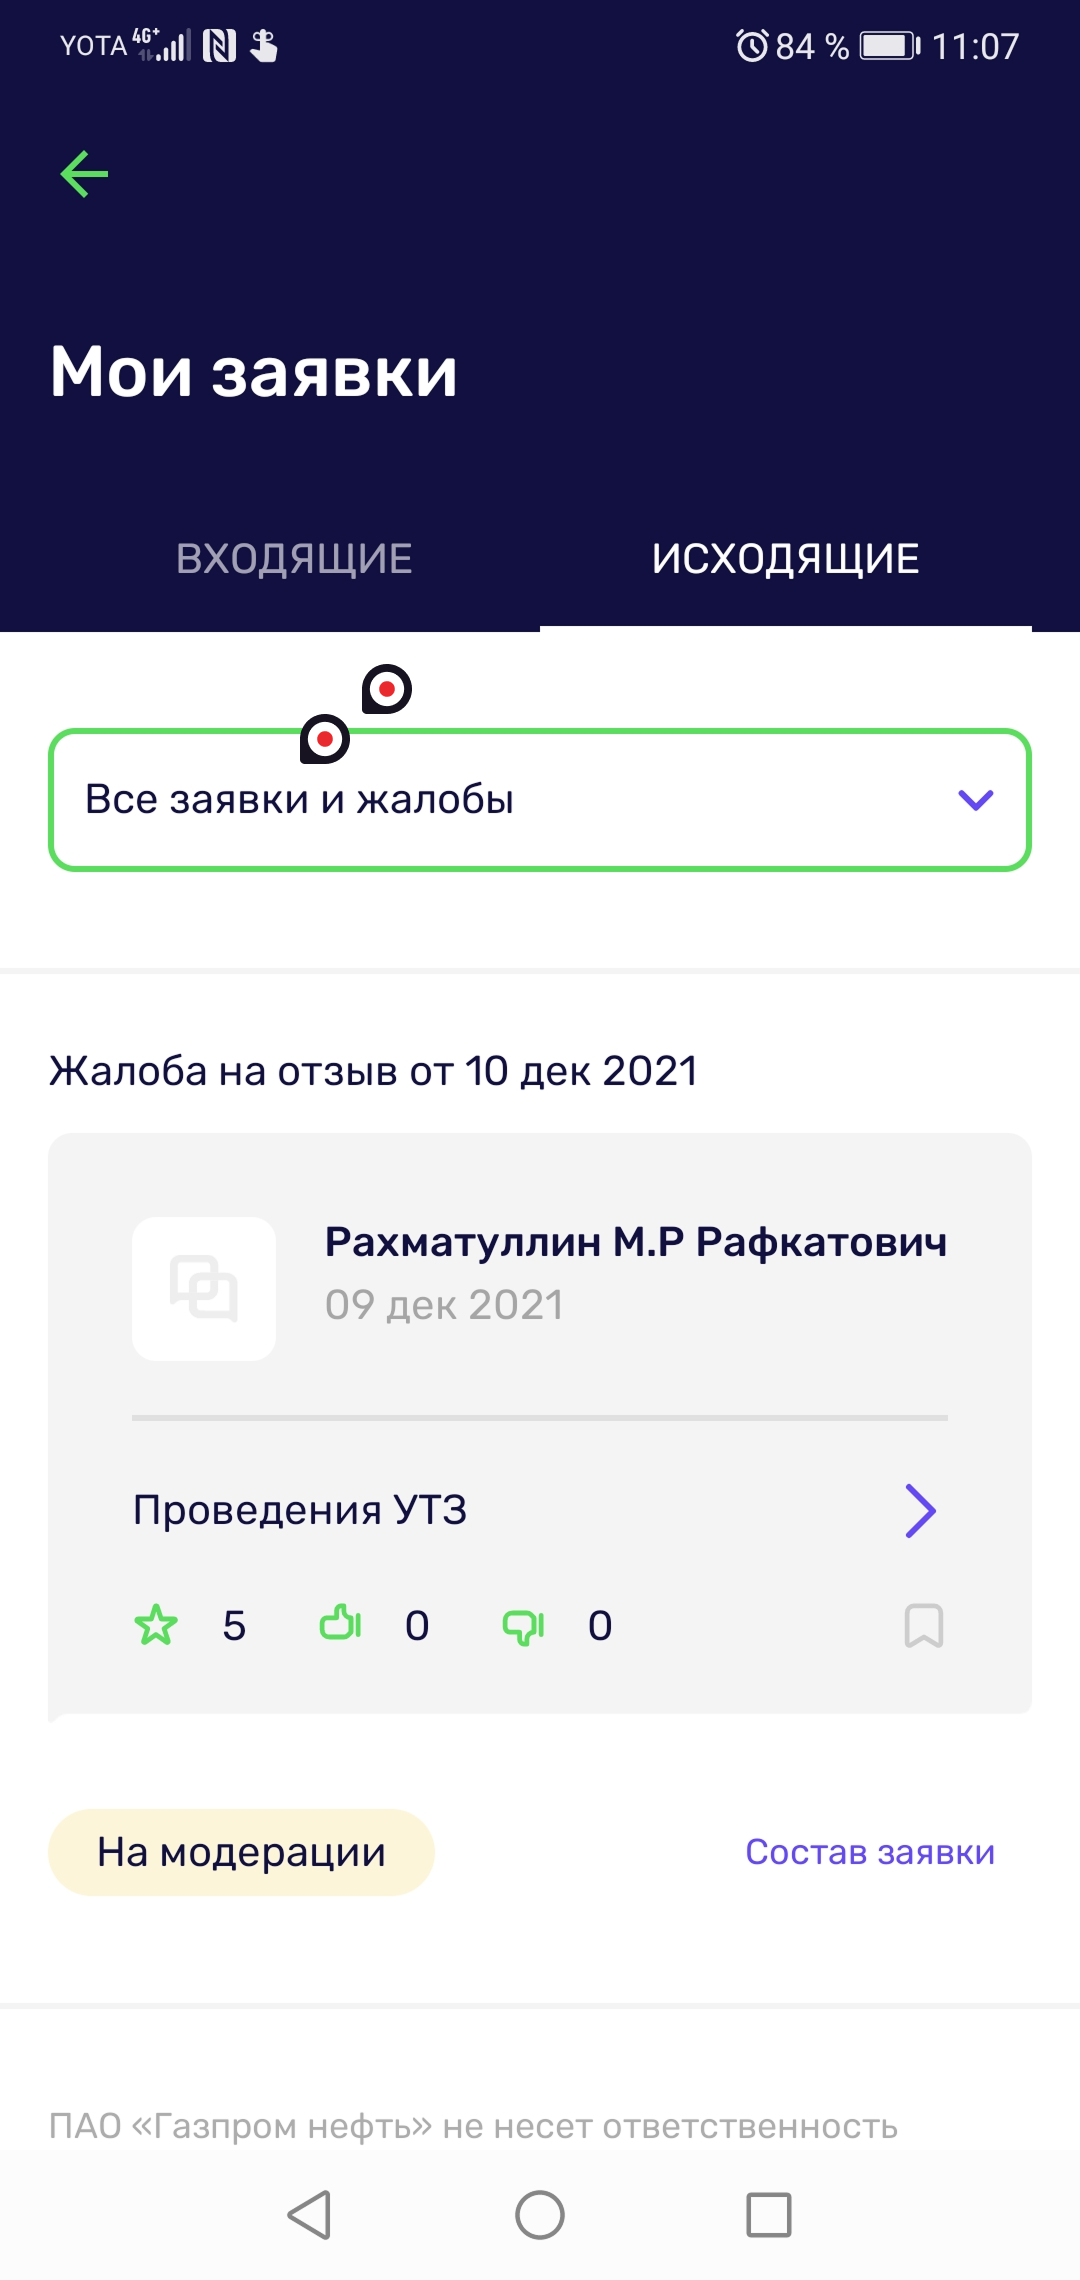 YOTA 4G+ 84 % 11:07
Мои заявки
ВХОДЯЩИЕ ИСХОДЯЩИЕ
Все заявки и жалобы
Жалоба на отзыв от 10 дек 2021
Рахматуллин М.Р Рафкатович
09 дек 2021
Проведения УТЗ
5 0 0
На модерации Состав заявки
ПАО «Газпром нефть» не несет ответственность